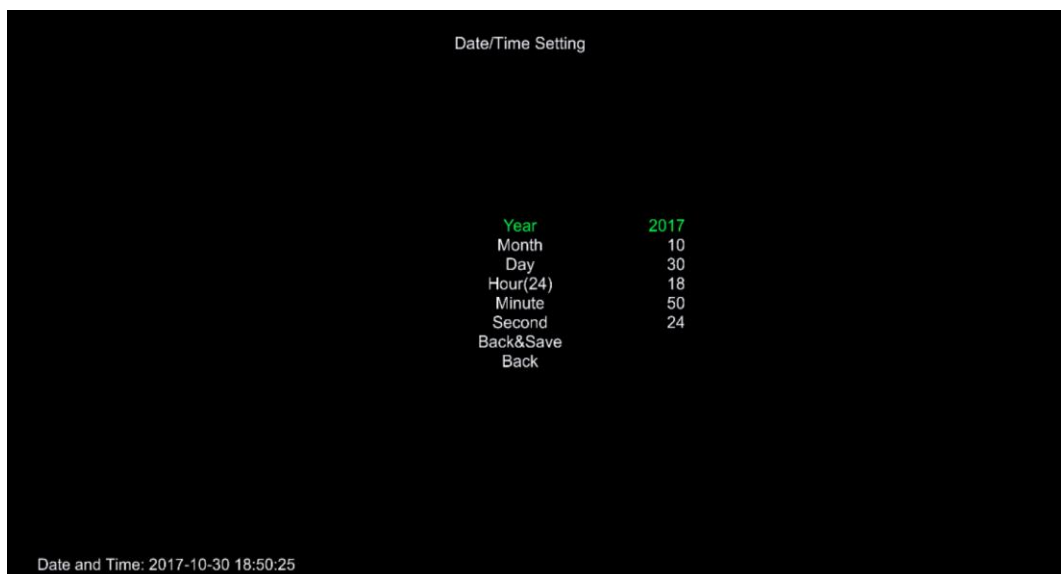 Date/Time Setting
Year 2017
Month 10
Day 30
Hour(24) 18
Minute 50
Second 24
Back&Save
Back
Date and Time: 2017-10-30 18:50:25